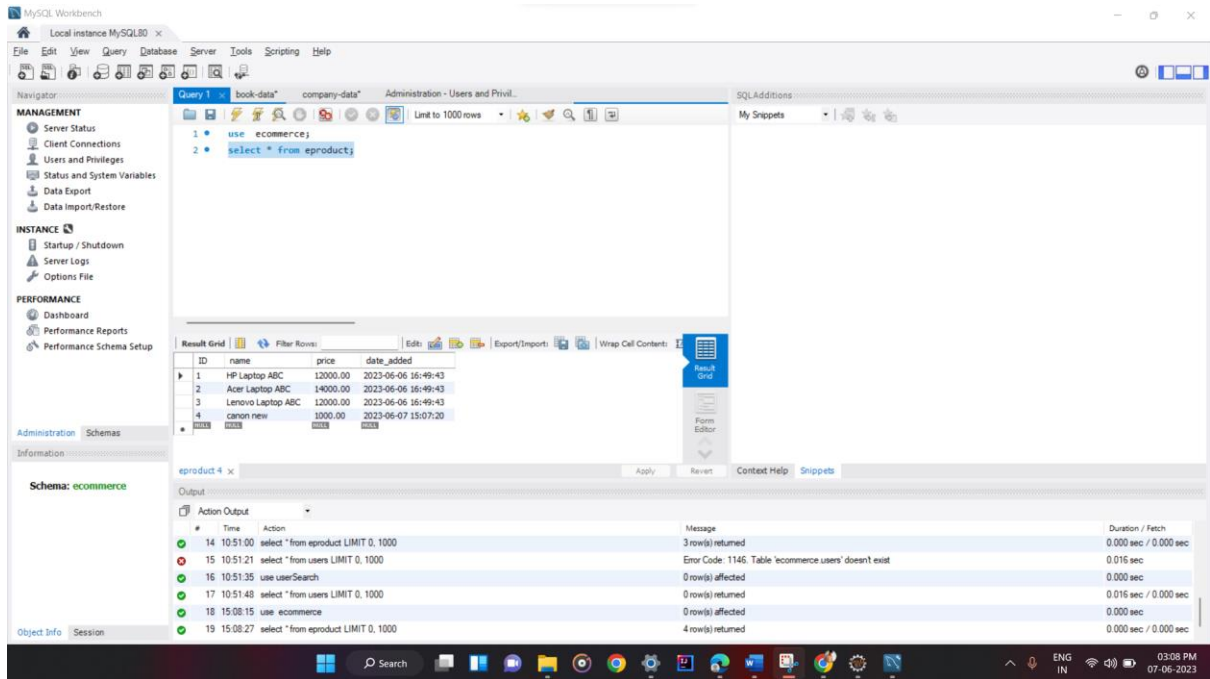 MySQL Workbench
Local instance MySQL80 ×
File Edit View Query Database Server Tools Scripting Help
Navigator
MANAGEMENT
Server Status
Client Connections
Users and Privileges
Status and System Variables
Data Export
Data Import/Restore
INSTANCE
Startup / Shutdown
Server Logs
Options File
PERFORMANCE
Dashboard
Performance Reports
Performance Schema Setup
Administration Schemas
Information
Schema: ecommerce
Object Info Session
Query 1 × book-data* company-data* Administration - Users and Privil...
Limit to 1000 rows
1 use ecommerce;
2 select * from eproduct;
Result Grid Filter Rows: Edit: Export/Import: Wrap Cell Content:
ID name price date_added
1 HP Laptop ABC 12000.00 2023-06-06 16:49:43
2 Acer Laptop ABC 14000.00 2023-06-06 16:49:43
3 Lenovo Laptop ABC 12000.00 2023-06-06 16:49:43
4 canon new 1000.00 2023-06-07 15:07:20
NULL NULL NULL NULL
Result Grid
Form Editor
eproduct 4 × Apply Revert
SQLAdditions
My Snippets
Context Help Snippets
Output
Action Output
# Time Action Message Duration / Fetch
14 10:51:00 select * from eproduct LIMIT 0, 1000 3 row(s) returned 0.000 sec / 0.000 sec
15 10:51:21 select * from users LIMIT 0, 1000 Error Code: 1146. Table 'ecommerce.users' doesn't exist 0.016 sec
16 10:51:35 use userSearch 0 row(s) affected 0.000 sec
17 10:51:48 select * from users LIMIT 0, 1000 0 row(s) returned 0.016 sec / 0.000 sec
18 15:08:15 use ecommerce 0 row(s) affected 0.000 sec
19 15:08:27 select * from eproduct LIMIT 0, 1000 4 row(s) returned 0.000 sec / 0.000 sec
Search
ENG IN
03:08 PM
07-06-2023